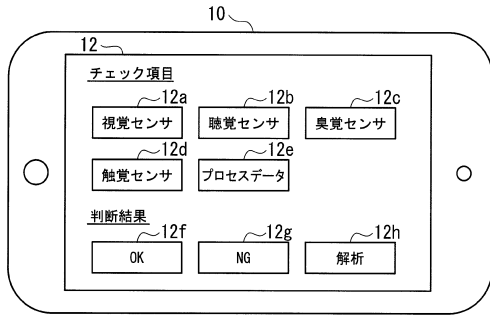 10
12
チェック項目
12a 12b 12c
視覚センサ 聴覚センサ 臭覚センサ
12d 12e
触覚センサ プロセスデータ
判断結果
12f 12g 12h
OK NG 解析